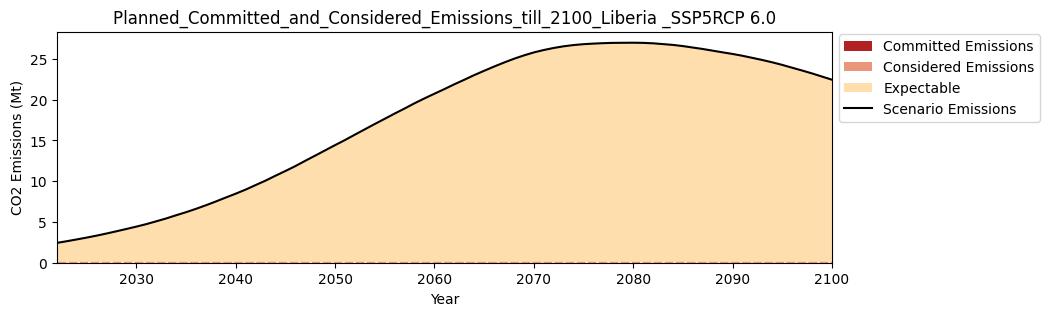 Planned_Committed_and_Considered_Emissions_till_2100_Liberia _SSP5RCP 6.0
CO2 Emissions (Mt)
25
20
15
10
5
0
2030 2040 2050 2060 2070 2080 2090 2100
Year
Committed Emissions
Considered Emissions
Expectable
Scenario Emissions